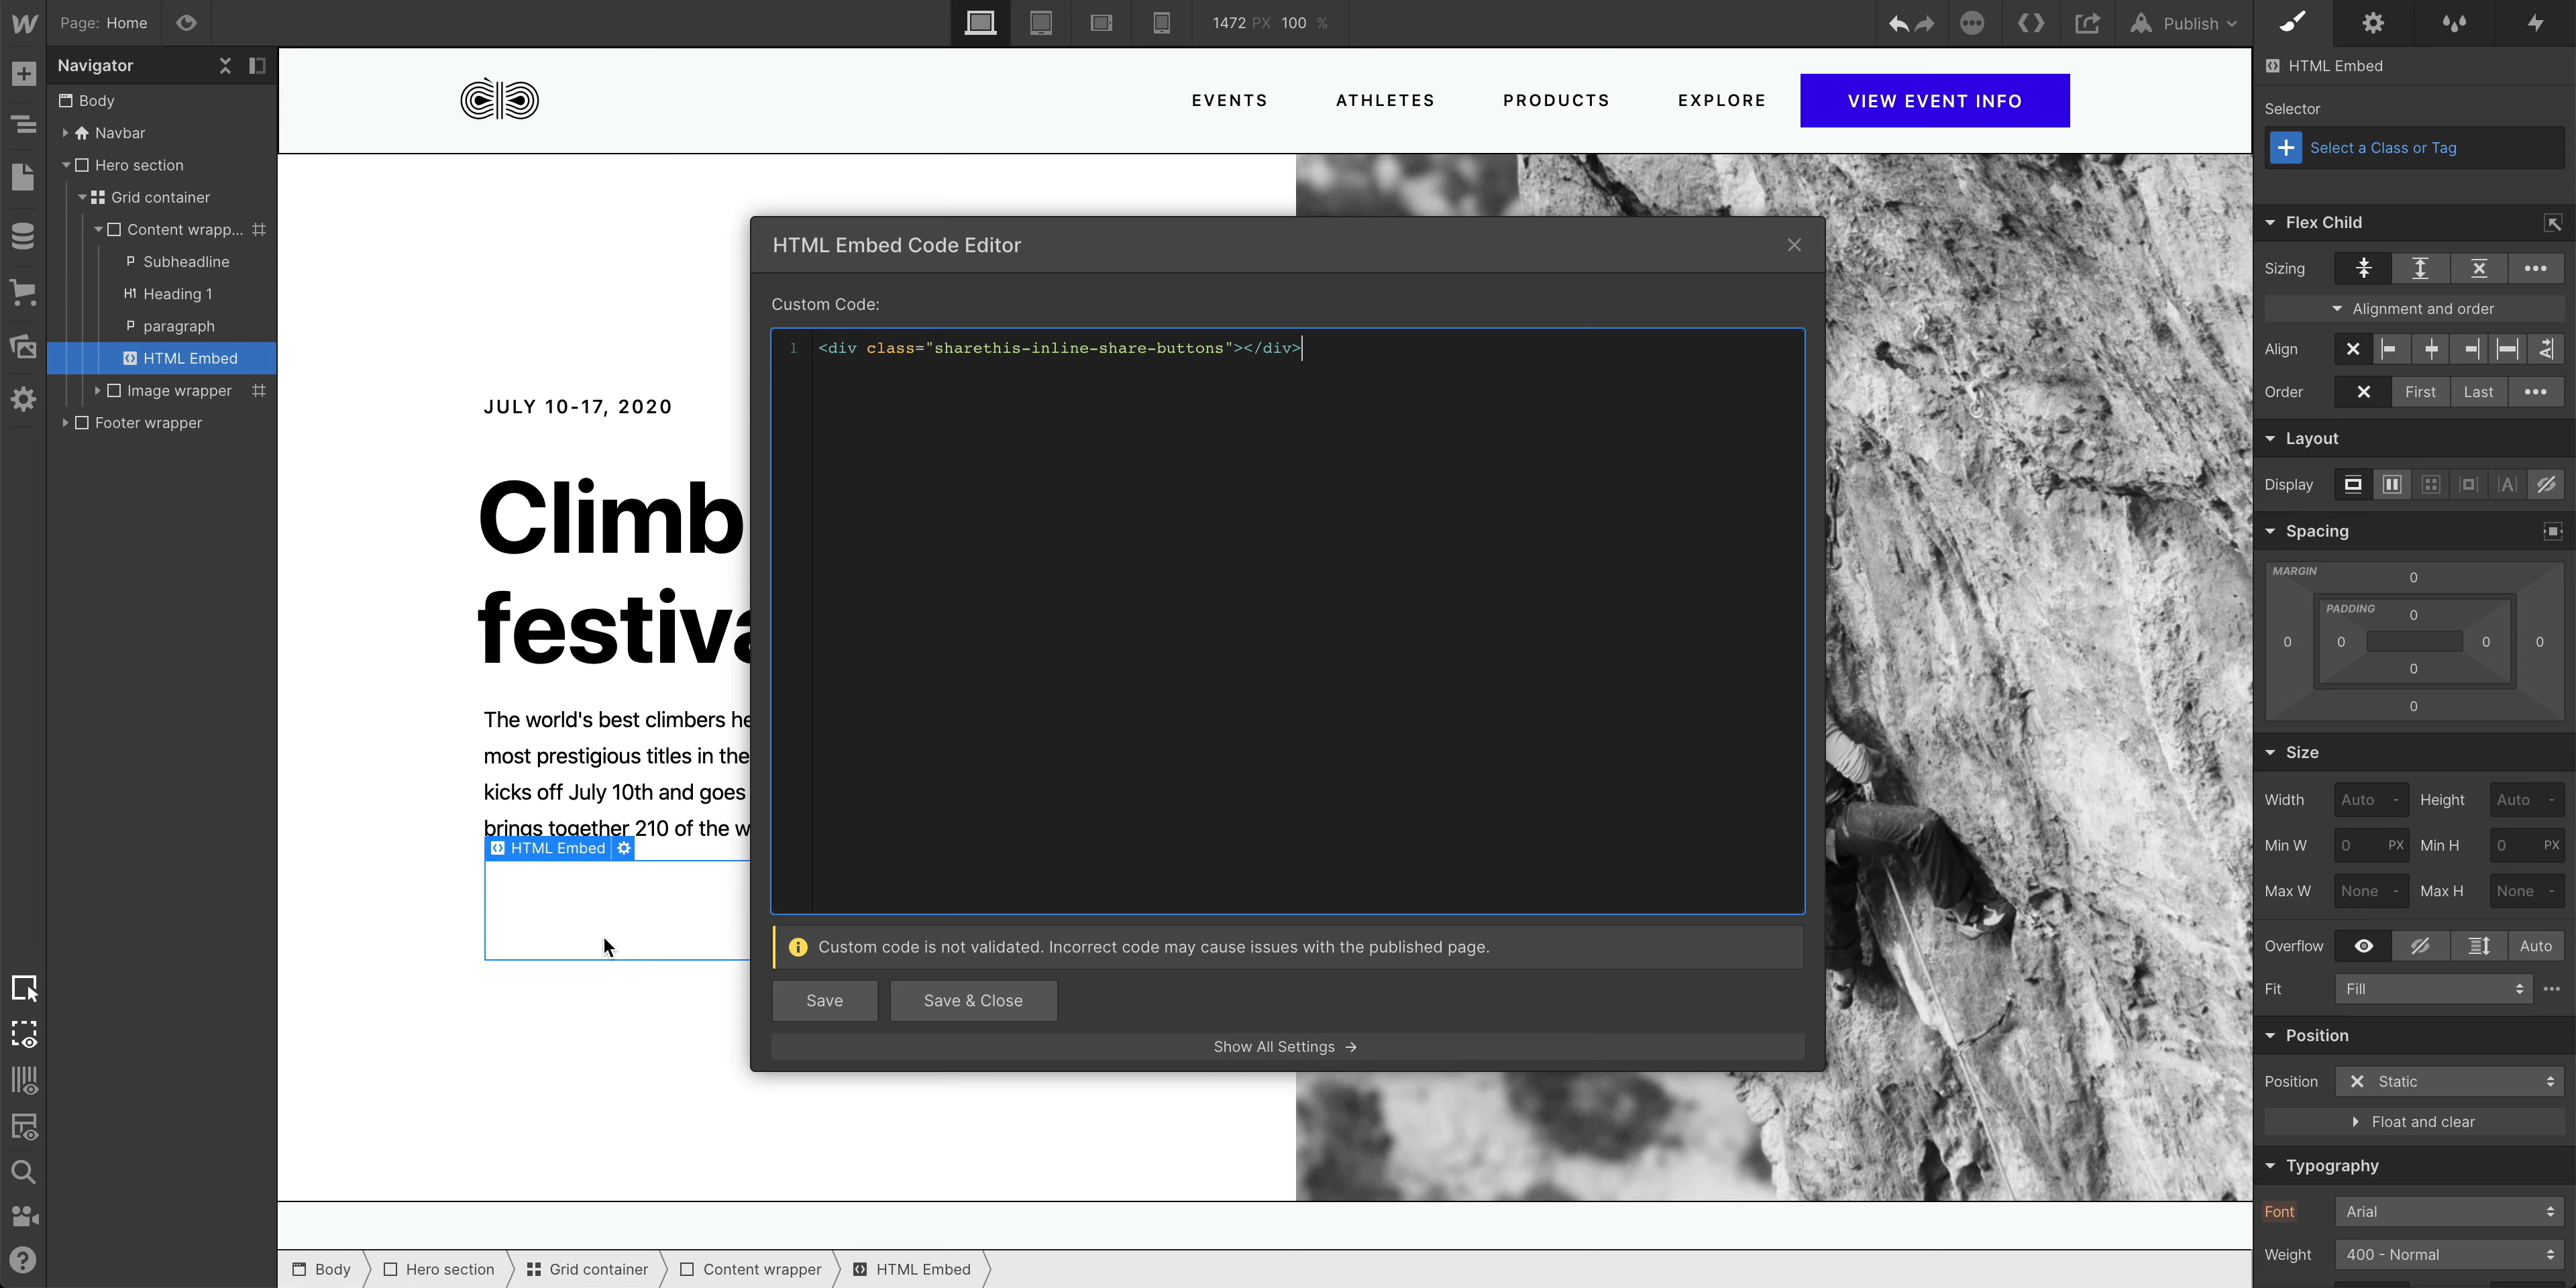 Page: Home
1472 PX 100 %
Publish
Navigator
Body
Navbar
Hero section
Grid container
Content wrapp...
P Subheadline
H1 Heading 1
P paragraph
HTML Embed
Image wrapper
Footer wrapper
EVENTS ATHLETES PRODUCTS EXPLORE VIEW EVENT INFO
JULY 10-17, 2020
Climb
festiva
The world's best climbers he
most prestigious titles in the
kicks off July 10th and goes
brings together 210 of the w
HTML Embed
HTML Embed Code Editor
Custom Code:
1 <div class="sharethis-inline-share-buttons"></div>
Custom code is not validated. Incorrect code may cause issues with the published page.
Save Save & Close
Show All Settings →
Body Hero section Grid container Content wrapper HTML Embed
HTML Embed
Selector
Select a Class or Tag
Flex Child
Sizing
Alignment and order
Align
Order First Last
Layout
Display
Spacing
MARGIN 0
PADDING 0
0 0 0 0
0
0
Size
Width Auto - Height Auto -
Min W 0 PX Min H 0 PX
Max W None - Max H None -
Overflow Auto
Fit Fill
Position
Position Static
Float and clear
Typography
Font Arial
Weight 400 - Normal